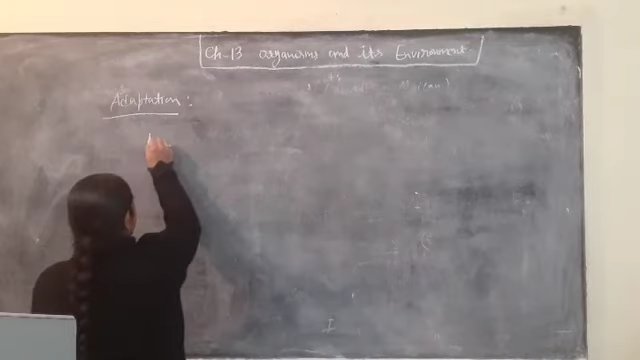 Ch-13 organisms and its Environment
Adaptation: